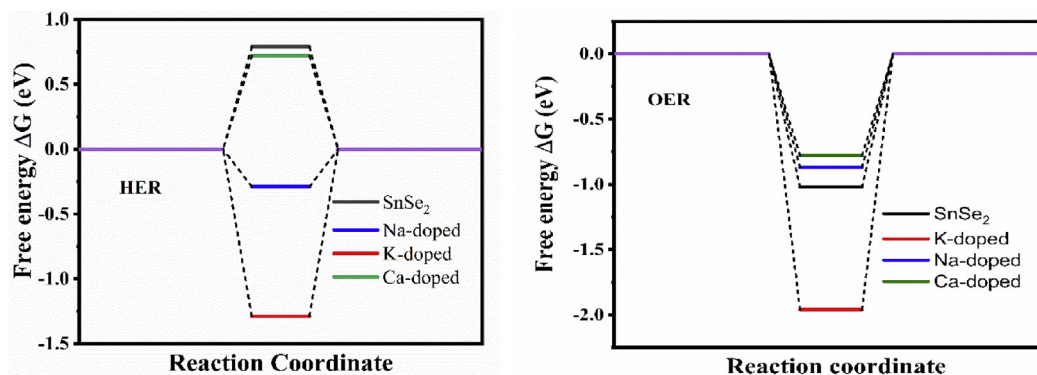 Free energy ΔG (eV)
1.0
0.5
0.0
-0.5
-1.0
-1.5
HER
SnSe₂
Na-doped
K-doped
Ca-doped
Reaction Coordinate
Free energy ΔG (eV)
0.0
-0.5
-1.0
-1.5
-2.0
OER
SnSe₂
K-doped
Na-doped
Ca-doped
Reaction coordinate